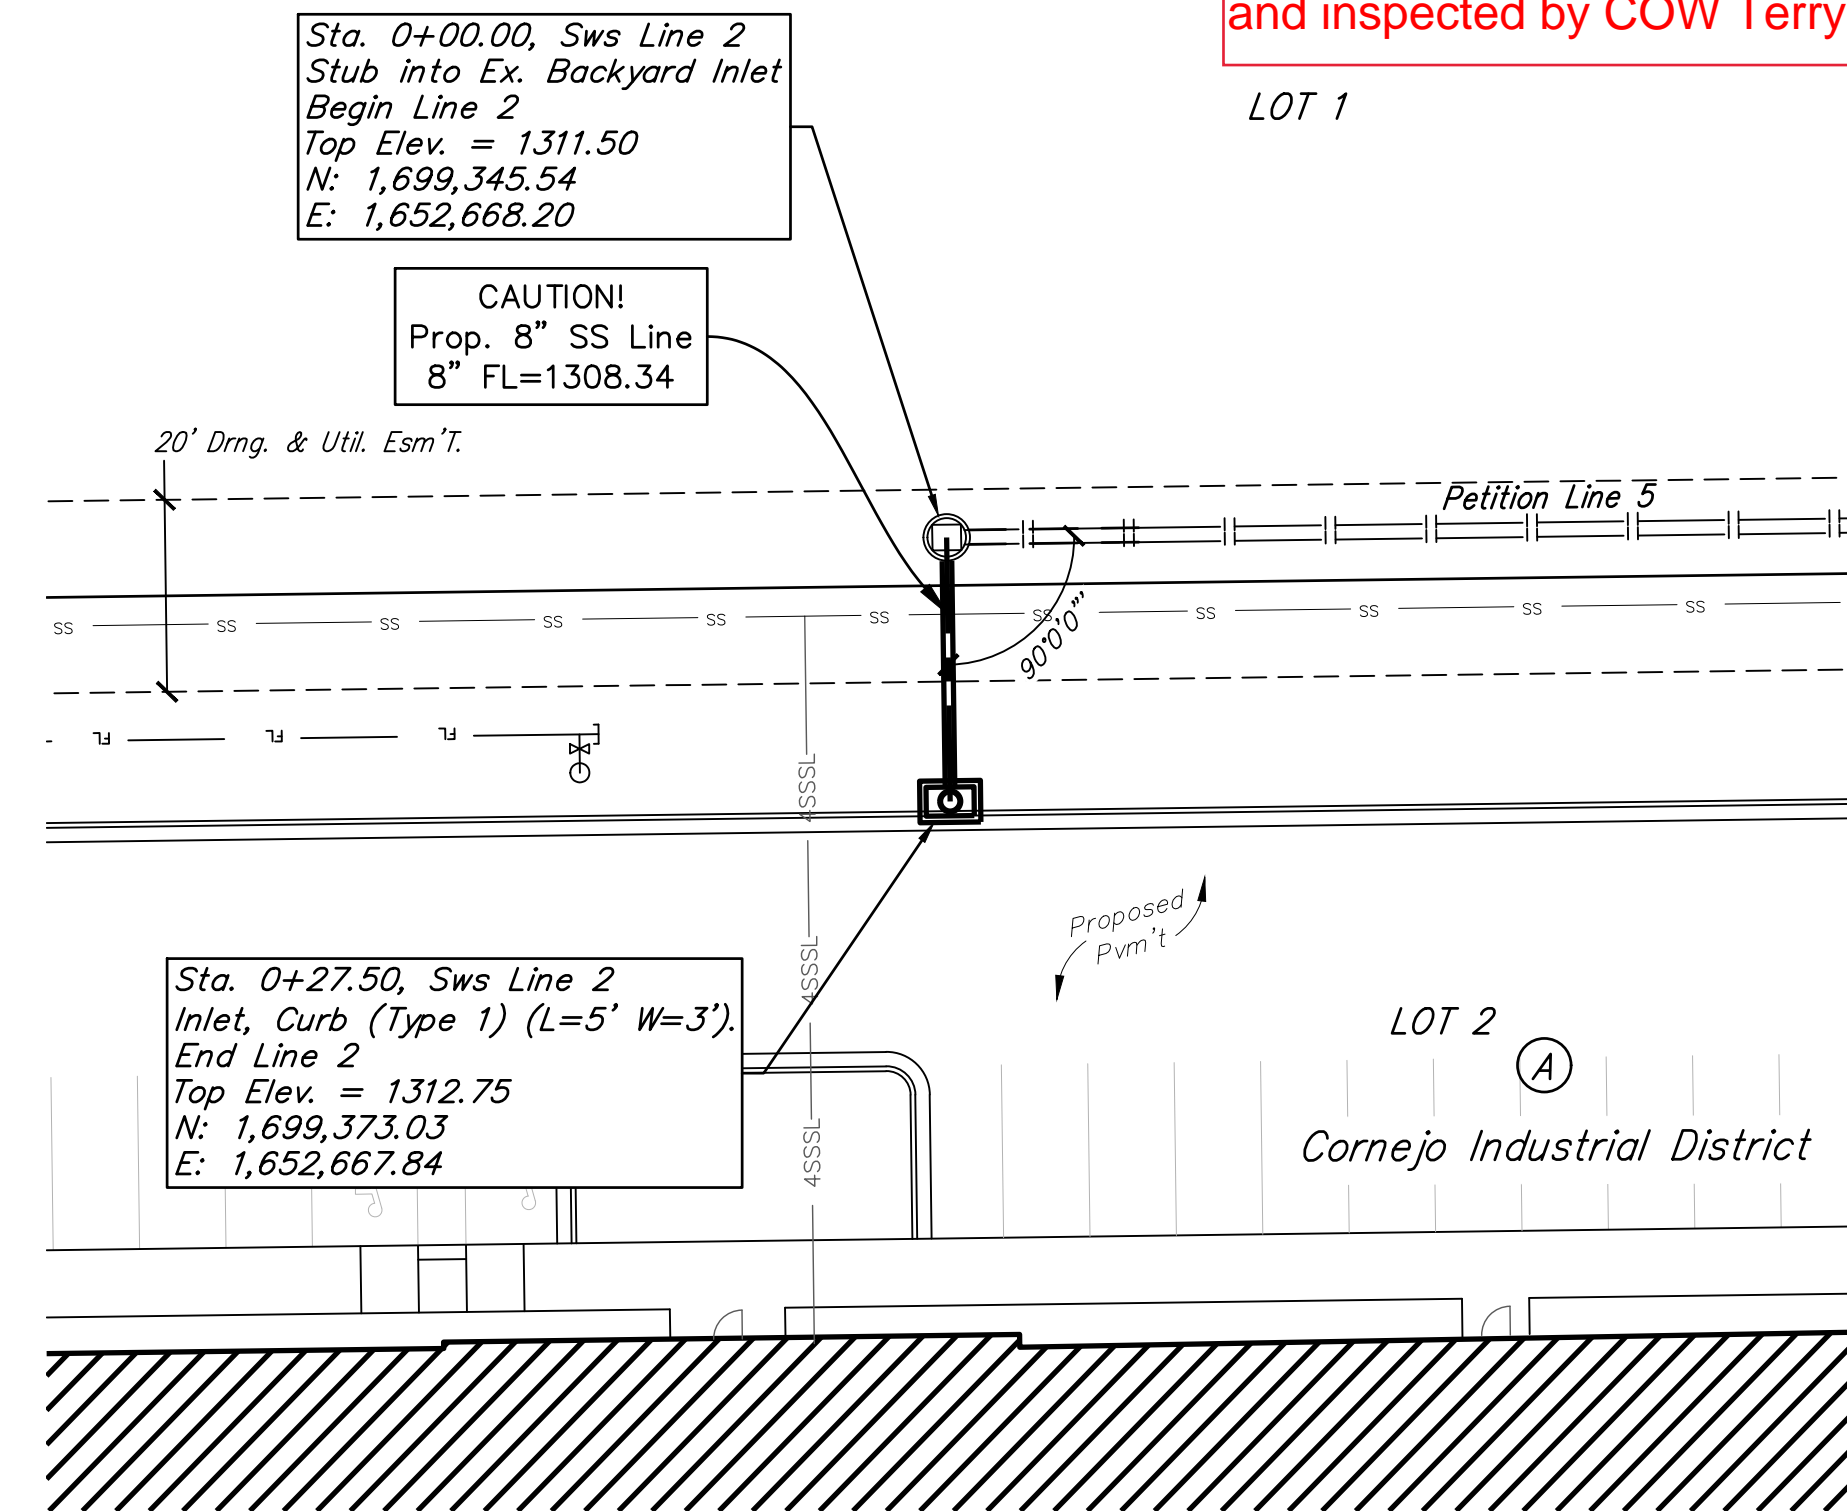 and inspected by COW Terry
Sta. 0+00.00, Sws Line 2
Stub into Ex. Backyard Inlet
Begin Line 2
Top Elev. = 1311.50
N: 1,699,345.54
E: 1,652,668.20
LOT 1
CAUTION!
Prop. 8” SS Line
8” FL=1308.34
20’ Drng. & Util. Esm’T.
Petition Line 5
SS SS SS SS SS SS SS SS SS SS SS
90°0’0”
FL FL FL
4SSSL
4SSSL
4SSSL
Proposed
Pvm't
Sta. 0+27.50, Sws Line 2
Inlet, Curb (Type 1) (L=5’ W=3’).
End Line 2
Top Elev. = 1312.75
N: 1,699,373.03
E: 1,652,667.84
LOT 2
A
Cornejo Industrial District